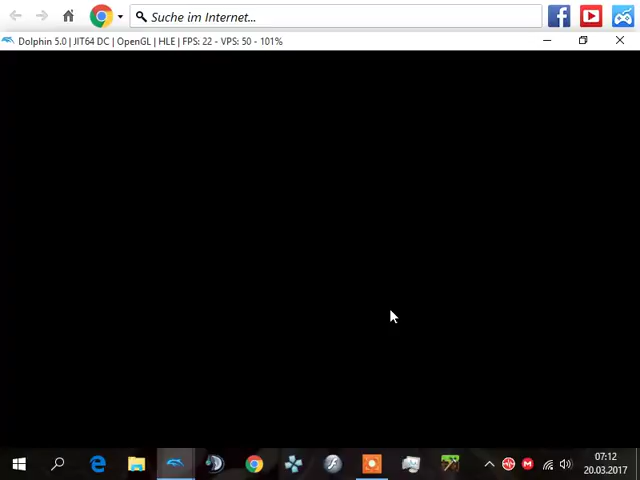 Suche im Internet...
Dolphin 5.0 | JIT64 DC | OpenGL | HLE | FPS: 22 - VPS: 50 - 101%
07:12
20.03.2017